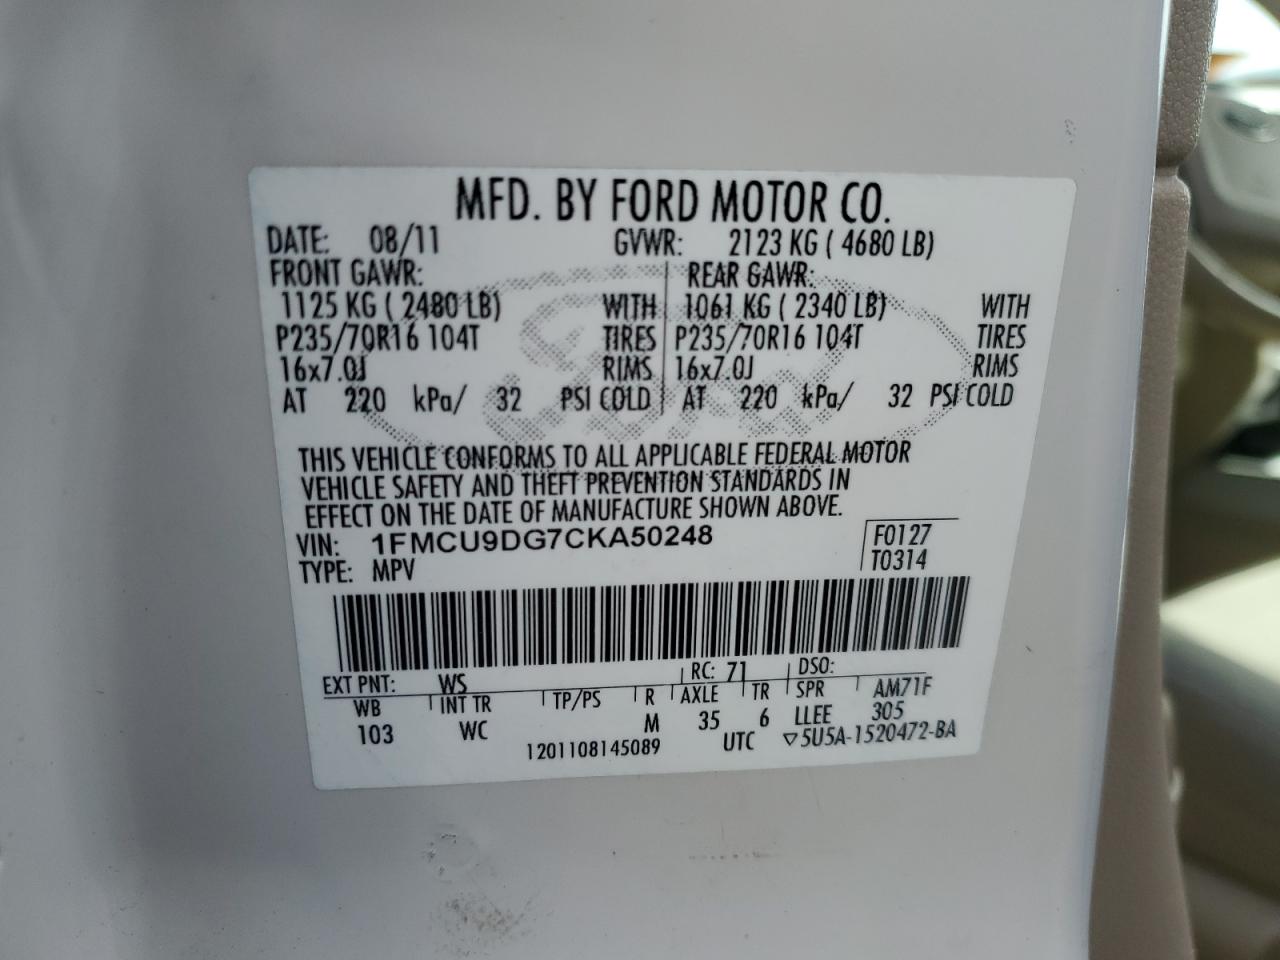 MFD. BY FORD MOTOR CO.
DATE: 08/11 GVWR: 2123 KG ( 4680 LB)
FRONT GAWR: REAR GAWR:
1125 KG ( 2480 LB) WITH 1061 KG ( 2340 LB) WITH
P235/70R16 104T TIRES P235/70R16 104T TIRES
16x7.0J RIMS 16x7.0J RIMS
AT 220 kPa/ 32 PSI COLD AT 220 kPa/ 32 PSI COLD
THIS VEHICLE CONFORMS TO ALL APPLICABLE FEDERAL MOTOR
VEHICLE SAFETY AND THEFT PREVENTION STANDARDS IN
EFFECT ON THE DATE OF MANUFACTURE SHOWN ABOVE.
VIN: 1FMCU9DG7CKA50248 F0127
TYPE: MPV T0314
EXT PNT: WS RC: 71 DSO:
WB INT TR TP/PS R AXLE TR SPR AM71F
103 WC M 35 6 LLEE 305
1201108145089 UTC ▽5U5A-1520472-BA